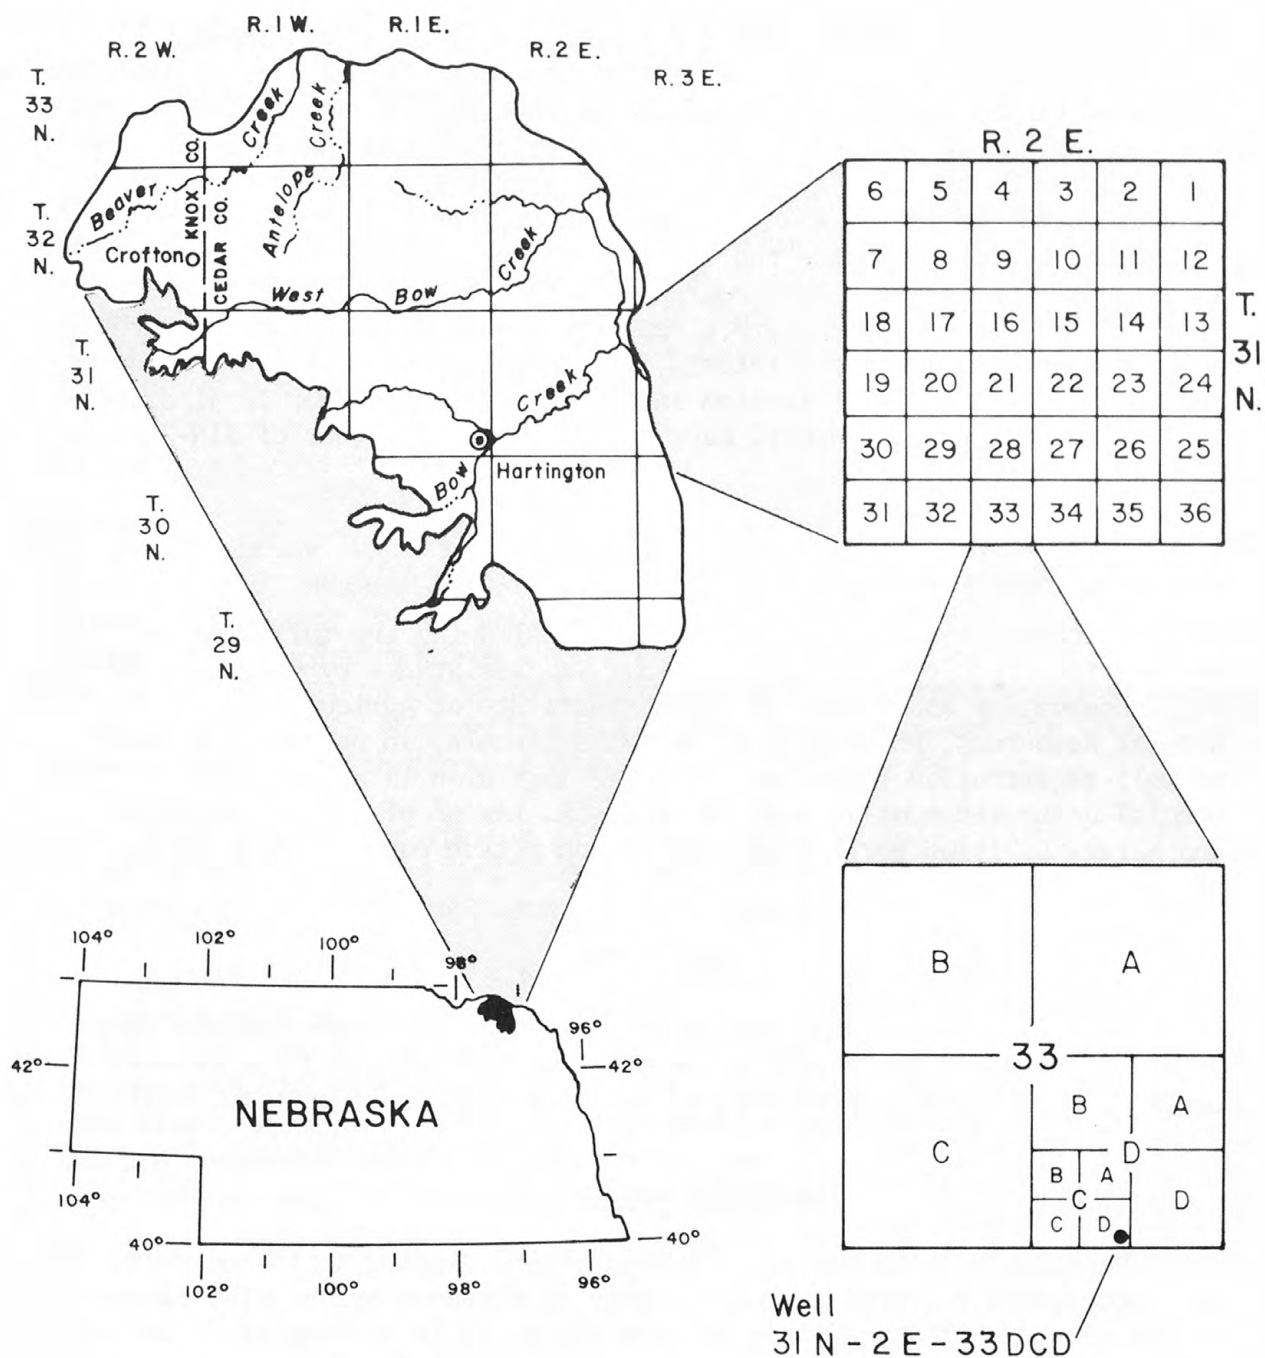 R. 2 W.
R. 1 W.
R. 1 E.
R. 2 E.
R. 3 E.
T.
33
N.
T.
32
N.
T.
31
N.
T.
30
N.
T.
29
N.
Beaver
Creek
Antelope
Creek
KNOX CO.
CEDAR CO.
Crofton
West
Bow
Creek
Bow
Creek
Hartington
R. 2 E.
6 5 4 3 2 1
7 8 9 10 11 12
18 17 16 15 14 13
19 20 21 22 23 24
30 29 28 27 26 25
31 32 33 34 35 36
T.
31
N.
104° 102° 100° 98°
96°
42°
42°
NEBRASKA
104°
40°
40°
102° 100° 98° 96°
B A
33
B A
C D
B A
C D
C D
Well
31 N - 2 E - 33 DCD